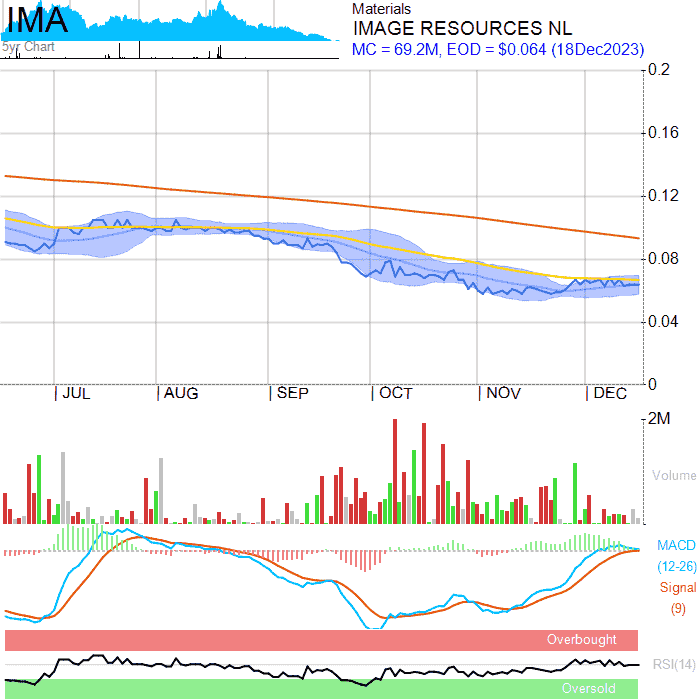 IMA
5yr Chart
Materials
IMAGE RESOURCES NL
MC = 69.2M, EOD = $0.064 (18Dec2023)
0.2
0.16
0.12
0.08
0.04
0
JUL AUG SEP OCT NOV DEC
2M
Volume
MACD
(12-26)
Signal
(9)
Overbought
RSI(14)
Oversold